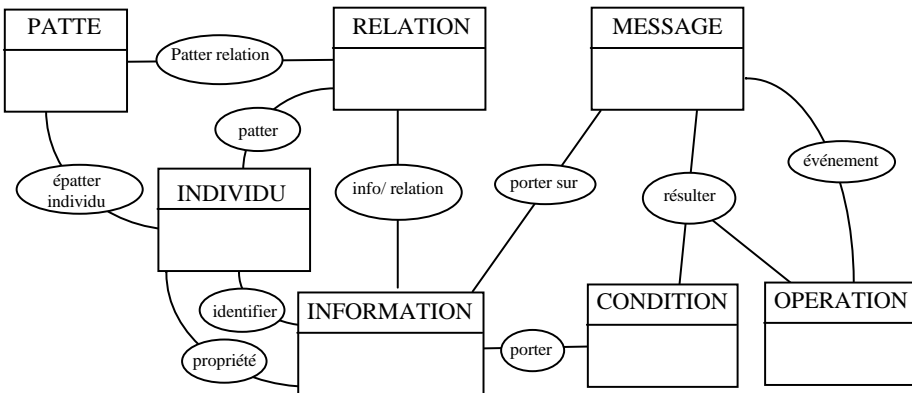 PATTE
RELATION
MESSAGE
Patter relation
patter
événement
épatter
individu
INDIVIDU
info/ relation
porter sur
résulter
identifier
INFORMATION
CONDITION
OPERATION
propriété
porter